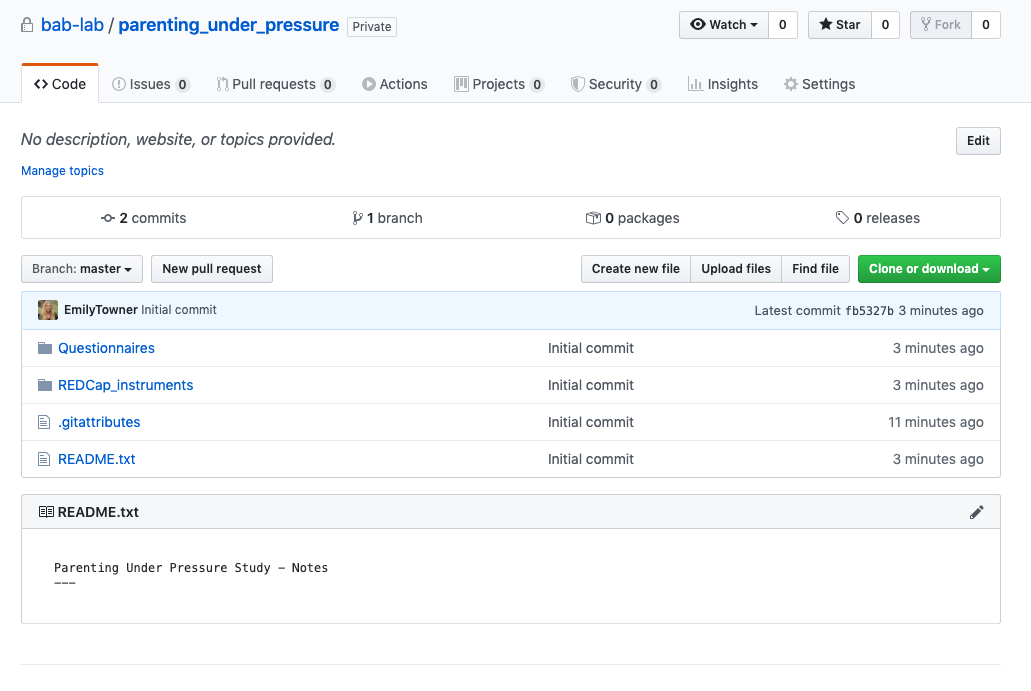 bab-lab / parenting_under_pressure Private Watch 0 Star 0 Fork 0
Code Issues 0 Pull requests 0 Actions Projects 0 Security 0 Insights Settings
No description, website, or topics provided. Edit
Manage topics
2 commits 1 branch 0 packages 0 releases
Branch: master New pull request Create new file Upload files Find file Clone or download
EmilyTowner Initial commit Latest commit fb5327b 3 minutes ago
Questionnaires Initial commit 3 minutes ago
REDCap_instruments Initial commit 3 minutes ago
.gitattributes Initial commit 11 minutes ago
README.txt Initial commit 3 minutes ago
README.txt
Parenting Under Pressure Study - Notes
---